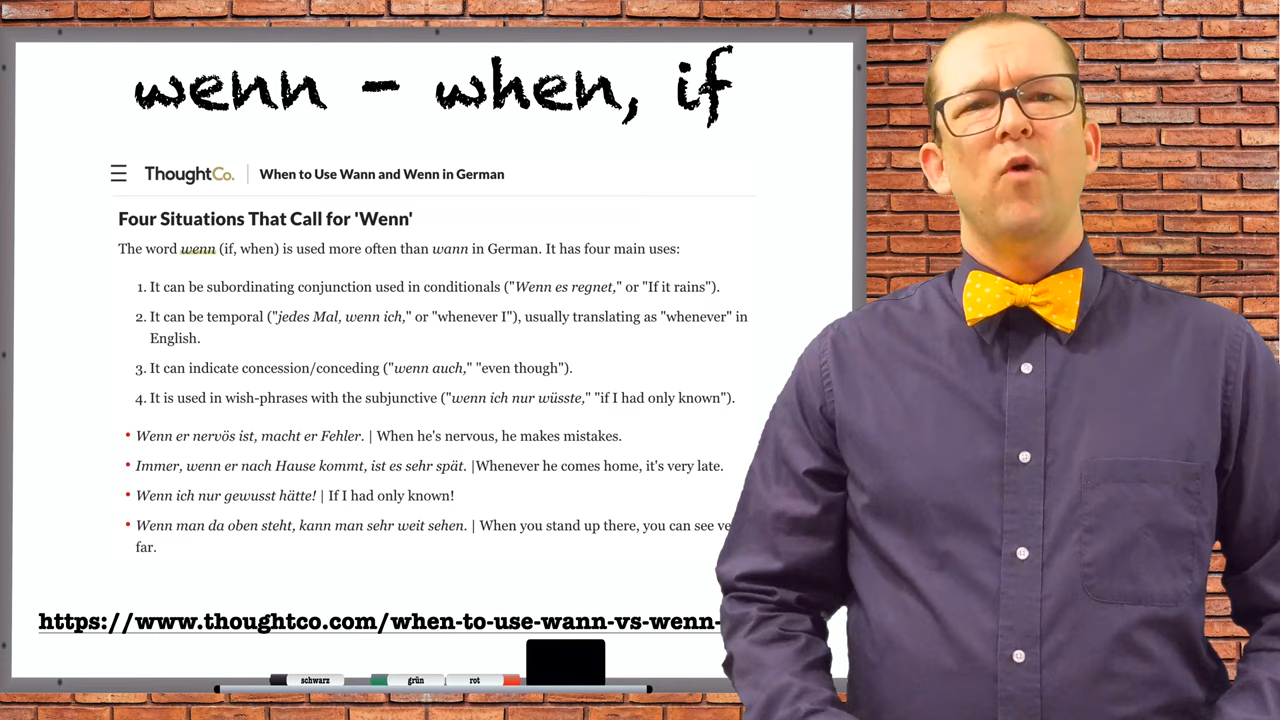 wenn - when, if
ThoughtCo. | When to Use Wann and Wenn in German
Four Situations That Call for 'Wenn'
The word wenn (if, when) is used more often than wann in German. It has four main uses:
1. It can be subordinating conjunction used in conditionals ("Wenn es regnet," or "If it rains").
2. It can be temporal ("jedes Mal, wenn ich," or "whenever I"), usually translating as "whenever" in
English.
3. It can indicate concession/conceding ("wenn auch," "even though").
4. It is used in wish-phrases with the subjunctive ("wenn ich nur wüsste," "if I had only known").
• Wenn er nervös ist, macht er Fehler. | When he's nervous, he makes mistakes.
• Immer, wenn er nach Hause kommt, ist es sehr spät. |Whenever he comes home, it's very late.
• Wenn ich nur gewusst hätte! | If I had only known!
• Wenn man da oben steht, kann man sehr weit sehen. | When you stand up there, you can see
far.
https://www.thoughtco.com/when-to-use-wann-vs-wenn-
schwarz grün rot